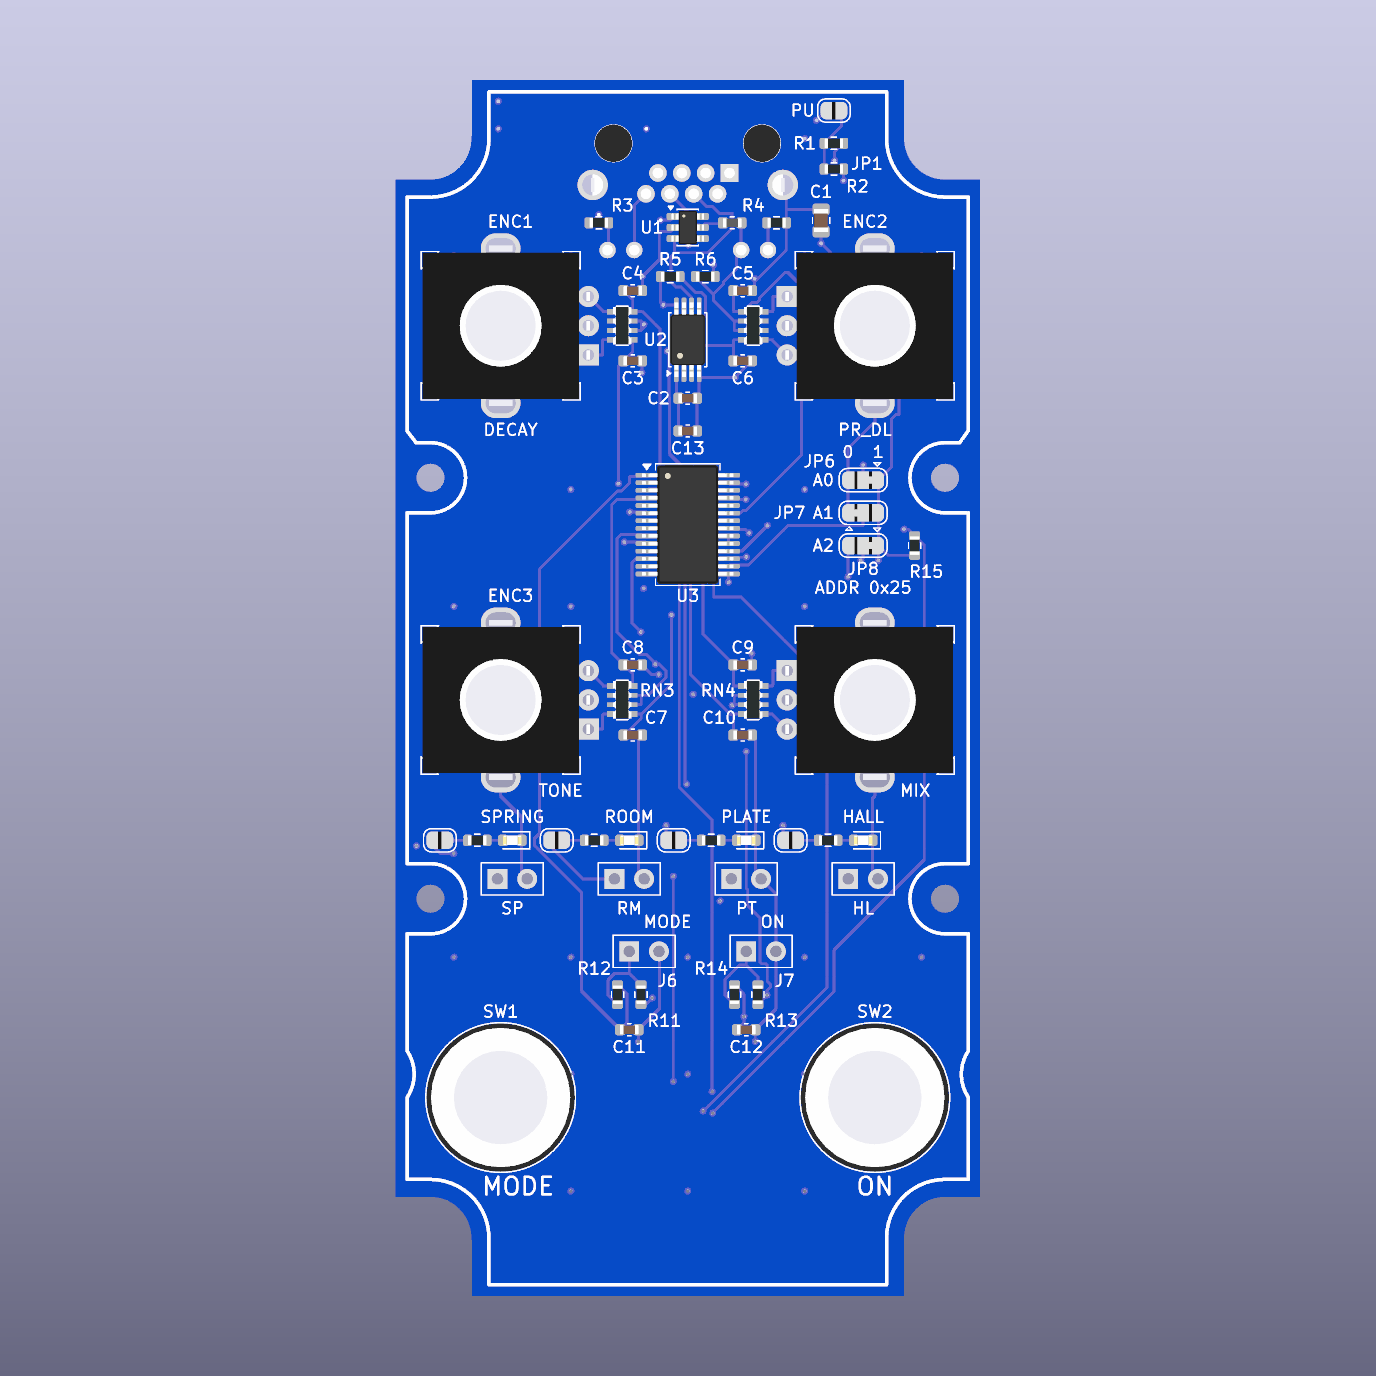 PU
R1
JP1
R2
C1
R3
R4
ENC1
U1
ENC2
R5 R6
C4
C5
U2
C3
C6
C2
DECAY
PR_DL
C13
0 1
JP6
A0
JP7 A1
A2
JP8
R15
ADDR 0x25
U3
ENC3
C8
C9
RN3
RN4
C7
C10
TONE
MIX
SPRING
ROOM
PLATE
HALL
SP
RM
PT
HL
MODE
ON
R12
J6
R14
J7
R11
R13
SW1
SW2
C11
C12
MODE
ON